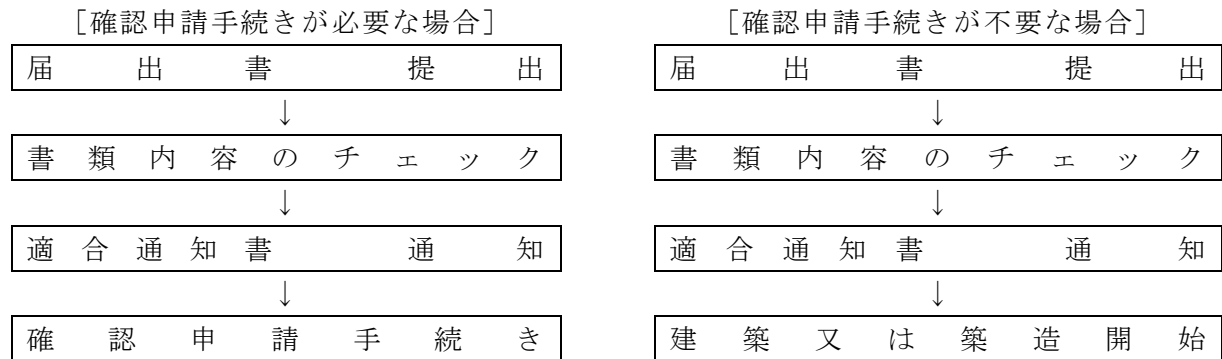 [確認申請手続きが必要な場合]
届出書 提出
↓
書類内容のチェック
↓
適合通知書 通知
↓
確認申請手続き
[確認申請手続きが不要な場合]
届出書 提出
↓
書類内容のチェック
↓
適合通知書 通知
↓
建築又は築造開始